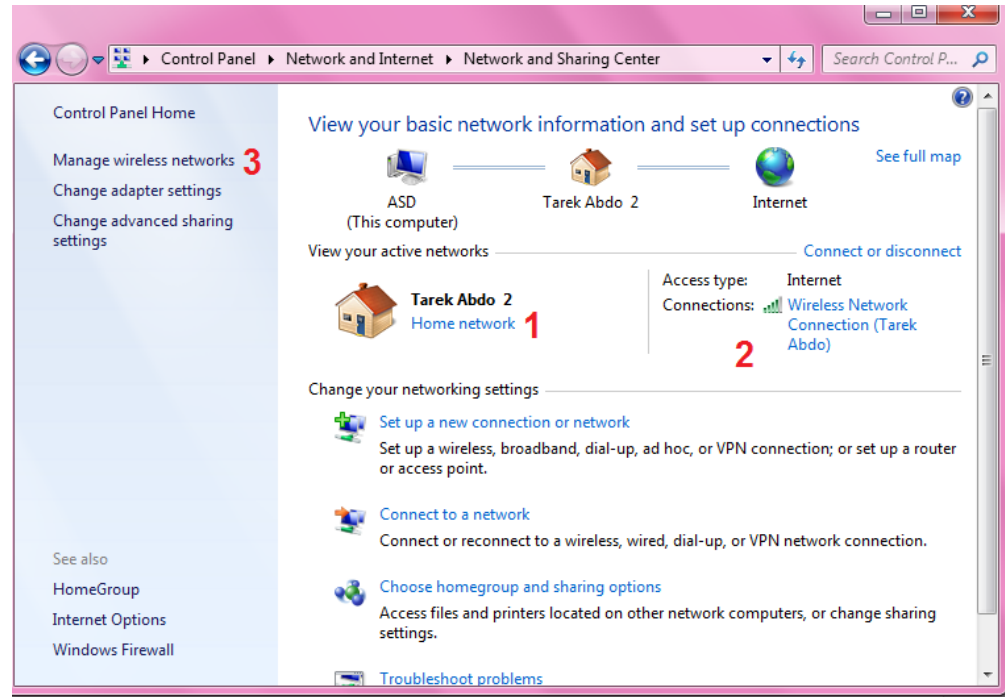 Control Panel Network and Internet Network and Sharing Center
Search Control P...
Control Panel Home
Manage wireless networks 3
Change adapter settings
Change advanced sharing
settings
See also
HomeGroup
Internet Options
Windows Firewall
View your basic network information and set up connections
See full map
ASD
(This computer)
Tarek Abdo 2
Internet
View your active networks
Connect or disconnect
Tarek Abdo 2
Home network 1
Access type: Internet
Connections: Wireless Network
Connection (Tarek
Abdo)
2
Change your networking settings
Set up a new connection or network
Set up a wireless, broadband, dial-up, ad hoc, or VPN connection; or set up a router
or access point.
Connect to a network
Connect or reconnect to a wireless, wired, dial-up, or VPN network connection.
Choose homegroup and sharing options
Access files and printers located on other network computers, or change sharing
settings.
Troubleshoot problems